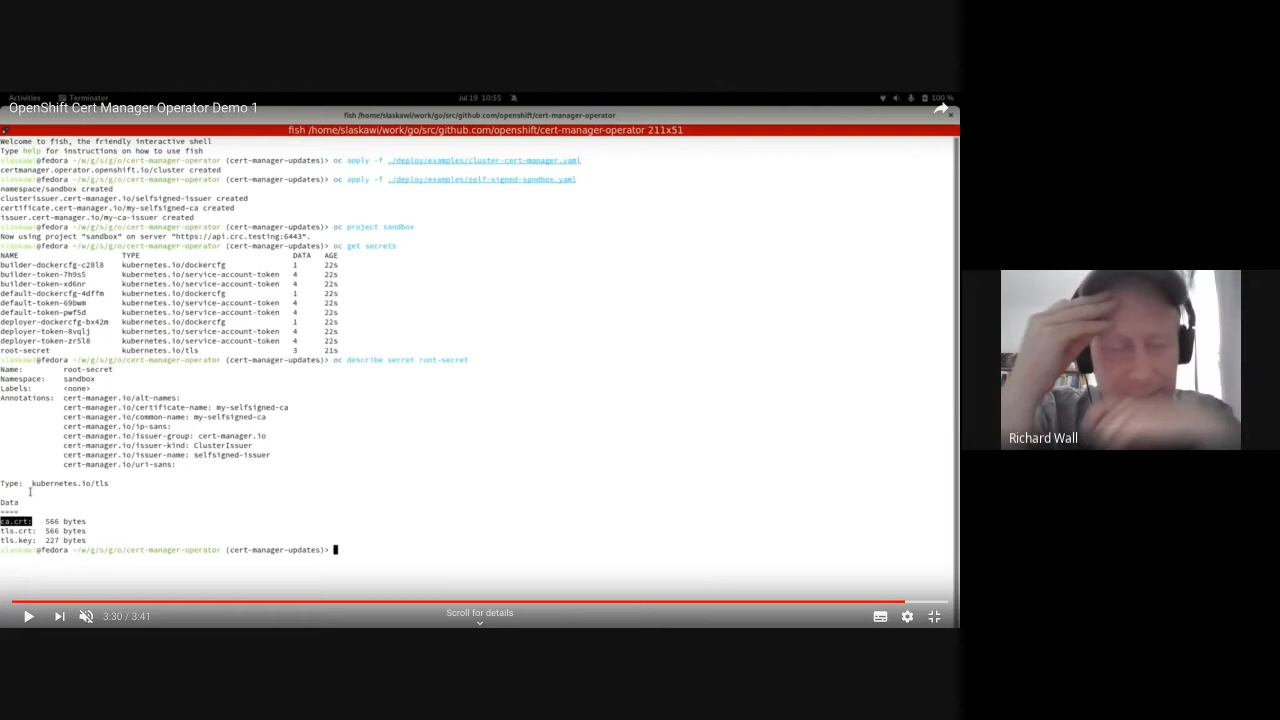 Activities Terminator Jul 19 10:55 100 %
OpenShift Cert Manager Operator Demo 1
fish /home/slaskawi/work/go/src/github.com/openshift/cert-manager-operator
fish /home/slaskawi/work/go/src/github.com/openshift/cert-manager-operator 211x51
Welcome to fish, the friendly interactive shell
Type help for instructions on how to use fish
slaskawi@fedora ~/w/g/s/g/o/cert-manager-operator (cert-manager-updates)> oc apply -f ./deploy/examples/cluster-cert-manager.yaml
certmanager.operator.openshift.io/cluster created
slaskawi@fedora ~/w/g/s/g/o/cert-manager-operator (cert-manager-updates)> oc apply -f ./deploy/examples/self-signed-sandbox.yaml
namespace/sandbox created
clusterissuer.cert-manager.io/selfsigned-issuer created
certificate.cert-manager.io/my-selfsigned-ca created
issuer.cert-manager.io/my-ca-issuer created
slaskawi@fedora ~/w/g/s/g/o/cert-manager-operator (cert-manager-updates)> oc project sandbox
Now using project "sandbox" on server "https://api.crc.testing:6443".
slaskawi@fedora ~/w/g/s/g/o/cert-manager-operator (cert-manager-updates)> oc get secrets
NAME TYPE DATA AGE
builder-dockercfg-c28l8 kubernetes.io/dockercfg 1 22s
builder-token-7h9s5 kubernetes.io/service-account-token 4 22s
builder-token-xd6nr kubernetes.io/service-account-token 4 22s
default-dockercfg-4dffm kubernetes.io/dockercfg 1 22s
default-token-69bwm kubernetes.io/service-account-token 4 22s
default-token-pwf5d kubernetes.io/service-account-token 4 22s
deployer-dockercfg-bx42m kubernetes.io/dockercfg 1 22s
deployer-token-8vqlj kubernetes.io/service-account-token 4 22s
deployer-token-zr5l8 kubernetes.io/service-account-token 4 22s
root-secret kubernetes.io/tls 3 21s
slaskawi@fedora ~/w/g/s/g/o/cert-manager-operator (cert-manager-updates)> oc describe secret root-secret
Name: root-secret
Namespace: sandbox
Labels: <none>
Annotations: cert-manager.io/alt-names:
cert-manager.io/certificate-name: my-selfsigned-ca
cert-manager.io/common-name: my-selfsigned-ca
cert-manager.io/ip-sans:
cert-manager.io/issuer-group: cert-manager.io
cert-manager.io/issuer-kind: ClusterIssuer
cert-manager.io/issuer-name: selfsigned-issuer
cert-manager.io/uri-sans:
Type: kubernetes.io/tls
Data
====
ca.crt: 566 bytes
tls.crt: 566 bytes
tls.key: 227 bytes
slaskawi@fedora ~/w/g/s/g/o/cert-manager-operator (cert-manager-updates)>
Richard Wall
3:30 / 3:41
Scroll for details